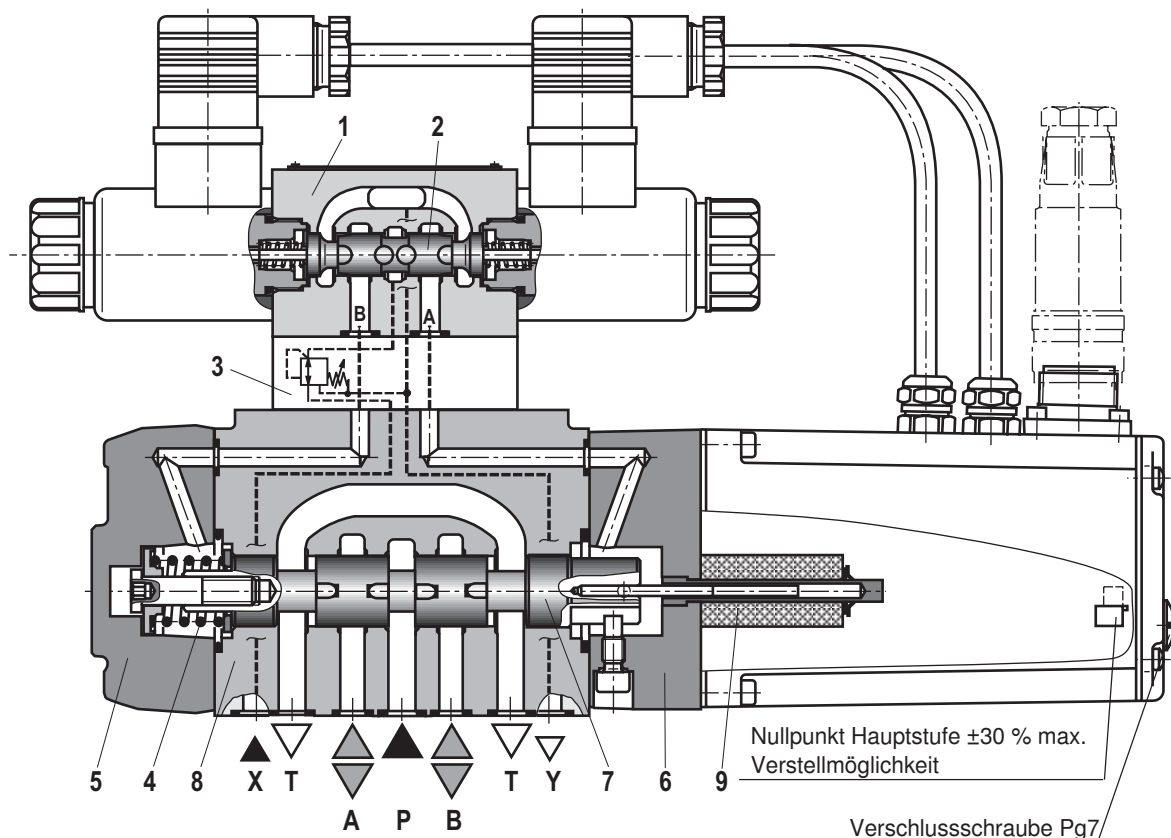 1 2
B A
3
5 4 8 X T A P B T Y 7 6 9
Nullpunkt Hauptstufe ±30 % max.
Verstellmöglichkeit
Verschlussschraube Pg7